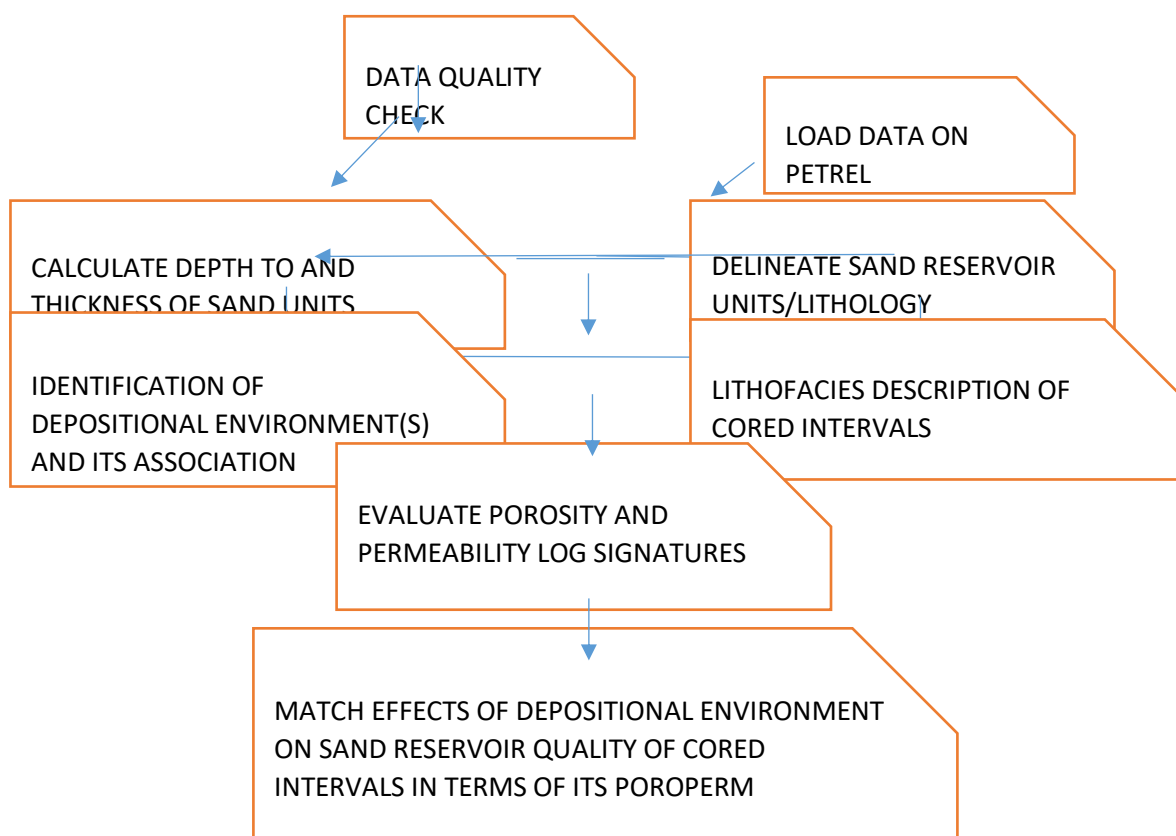 DATA QUALITY
CHECK
LOAD DATA ON
PETREL
CALCULATE DEPTH TO AND
THICKNESS OF SAND UNITS
DELINEATE SAND RESERVOIR
UNITS/LITHOLOGY
IDENTIFICATION OF
DEPOSITIONAL ENVIRONMENT(S)
AND ITS ASSOCIATION
LITHOFACIES DESCRIPTION OF
CORED INTERVALS
EVALUATE POROSITY AND
PERMEABILITY LOG SIGNATURES
MATCH EFFECTS OF DEPOSITIONAL ENVIRONMENT
ON SAND RESERVOIR QUALITY OF CORED
INTERVALS IN TERMS OF ITS POROPERM